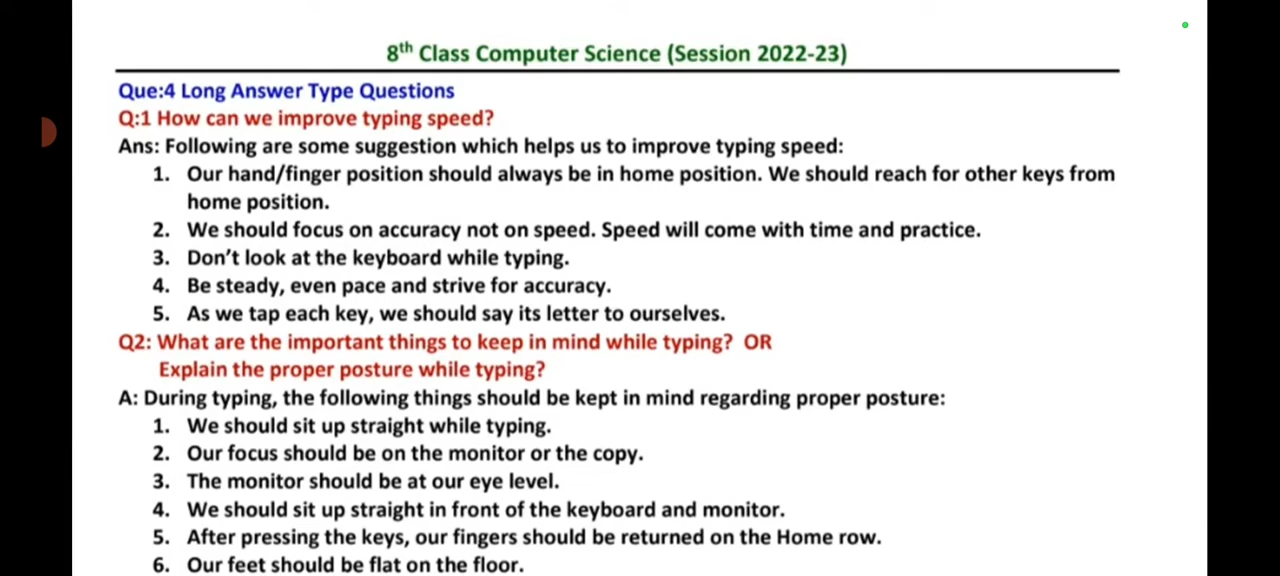 8th Class Computer Science (Session 2022-23)
Que:4 Long Answer Type Questions
Q:1 How can we improve typing speed?
Ans: Following are some suggestion which helps us to improve typing speed:
1. Our hand/finger position should always be in home position. We should reach for other keys from
home position.
2. We should focus on accuracy not on speed. Speed will come with time and practice.
3. Don't look at the keyboard while typing.
4. Be steady, even pace and strive for accuracy.
5. As we tap each key, we should say its letter to ourselves.
Q2: What are the important things to keep in mind while typing? OR
Explain the proper posture while typing?
A: During typing, the following things should be kept in mind regarding proper posture:
1. We should sit up straight while typing.
2. Our focus should be on the monitor or the copy.
3. The monitor should be at our eye level.
4. We should sit up straight in front of the keyboard and monitor.
5. After pressing the keys, our fingers should be returned on the Home row.
6. Our feet should be flat on the floor.